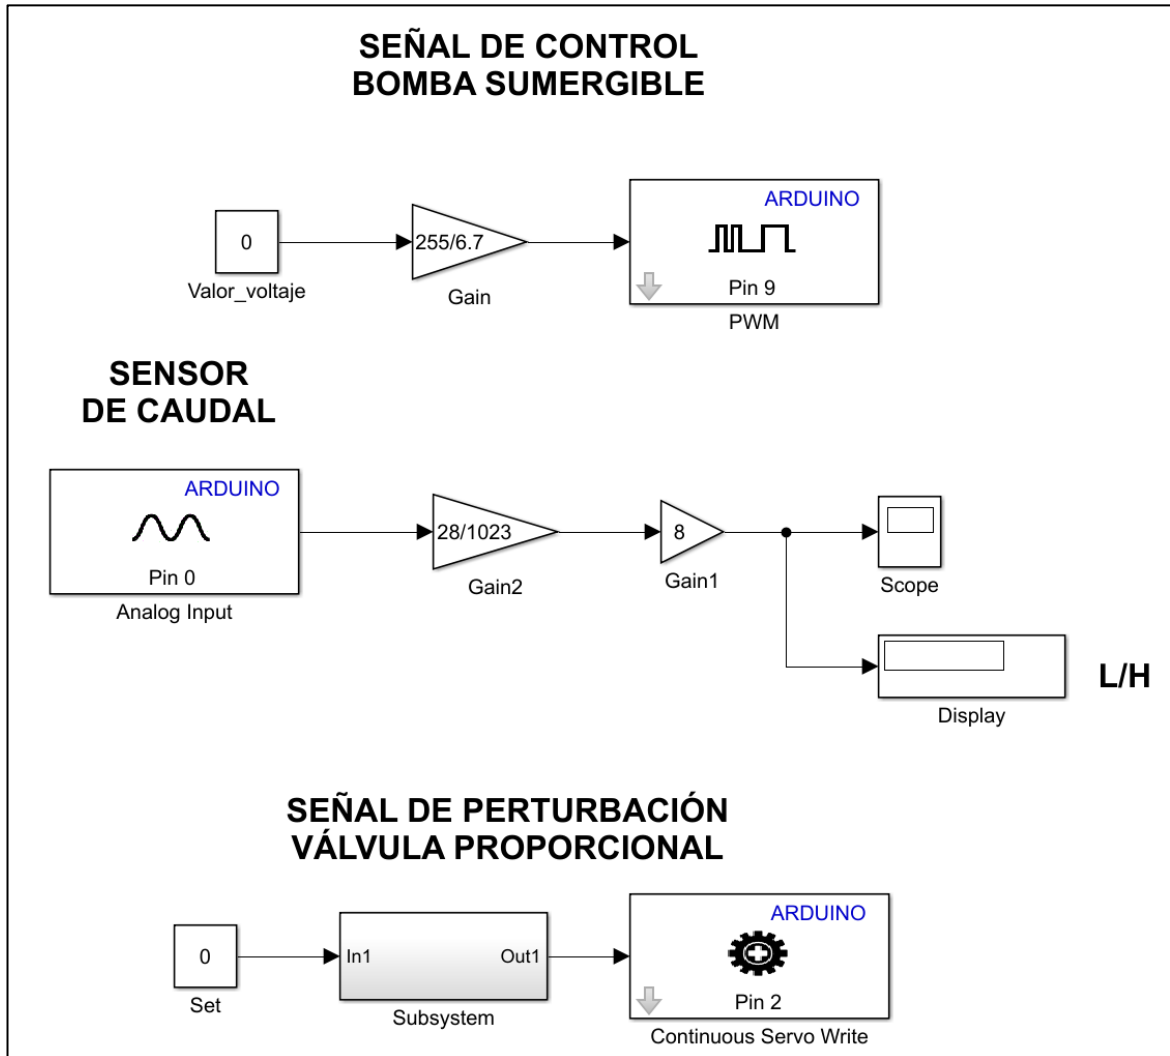 SEÑAL DE CONTROL
BOMBA SUMERGIBLE
ARDUINO
0
255/6.7
Pin 9
Valor_voltaje
Gain
PWM
SENSOR
DE CAUDAL
ARDUINO
Pin 0
Analog Input
28/1023
Gain2
8
Gain1
Scope
Display
L/H
SEÑAL DE PERTURBACIÓN
VÁLVULA PROPORCIONAL
0
Set
In1
Out1
Subsystem
ARDUINO
Pin 2
Continuous Servo Write